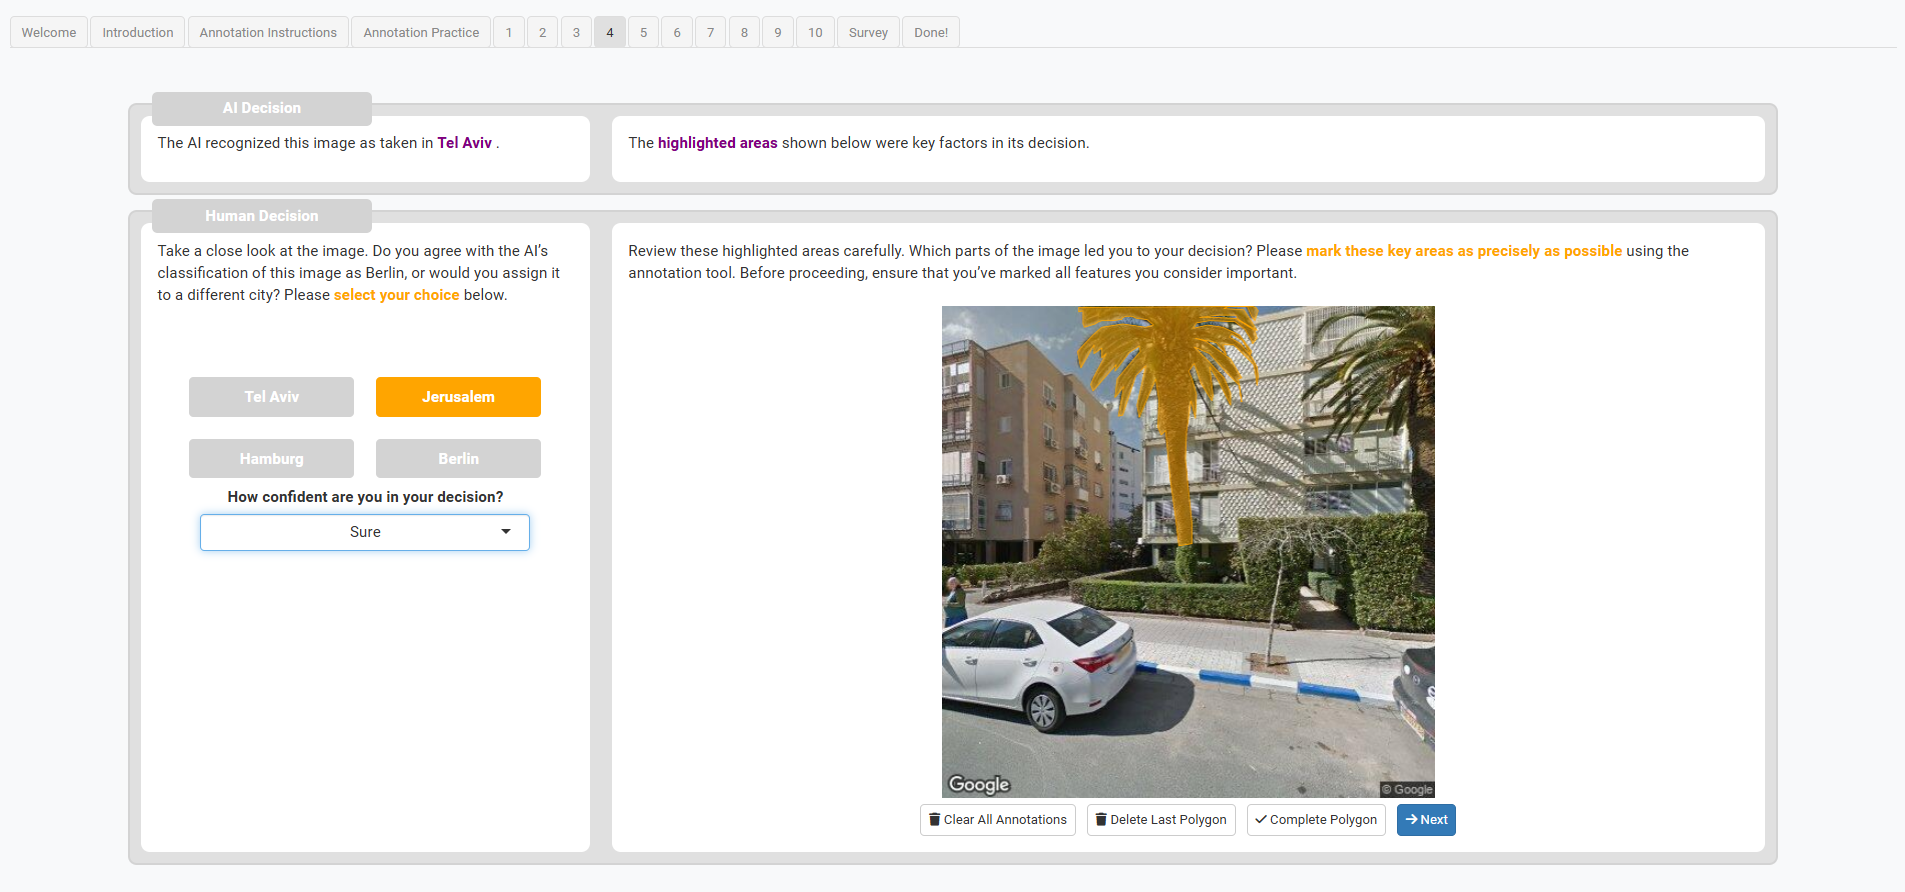 Welcome
Introduction
Annotation Instructions
Annotation Practice
1
2
3
4
5
6
7
8
9
10
Survey
Done!
AI Decision
The AI recognized this image as taken in Tel Aviv .
The highlighted areas shown below were key factors in its decision.
Human Decision
Take a close look at the image. Do you agree with the AI’s
classification of this image as Berlin, or would you assign it
to a different city? Please select your choice below.
Tel Aviv
Jerusalem
Hamburg
Berlin
How confident are you in your decision?
Sure
Review these highlighted areas carefully. Which parts of the image led you to your decision? Please mark these key areas as precisely as possible using the
annotation tool. Before proceeding, ensure that you’ve marked all features you consider important.
Google
© Google
Clear All Annotations
Delete Last Polygon
Complete Polygon
Next